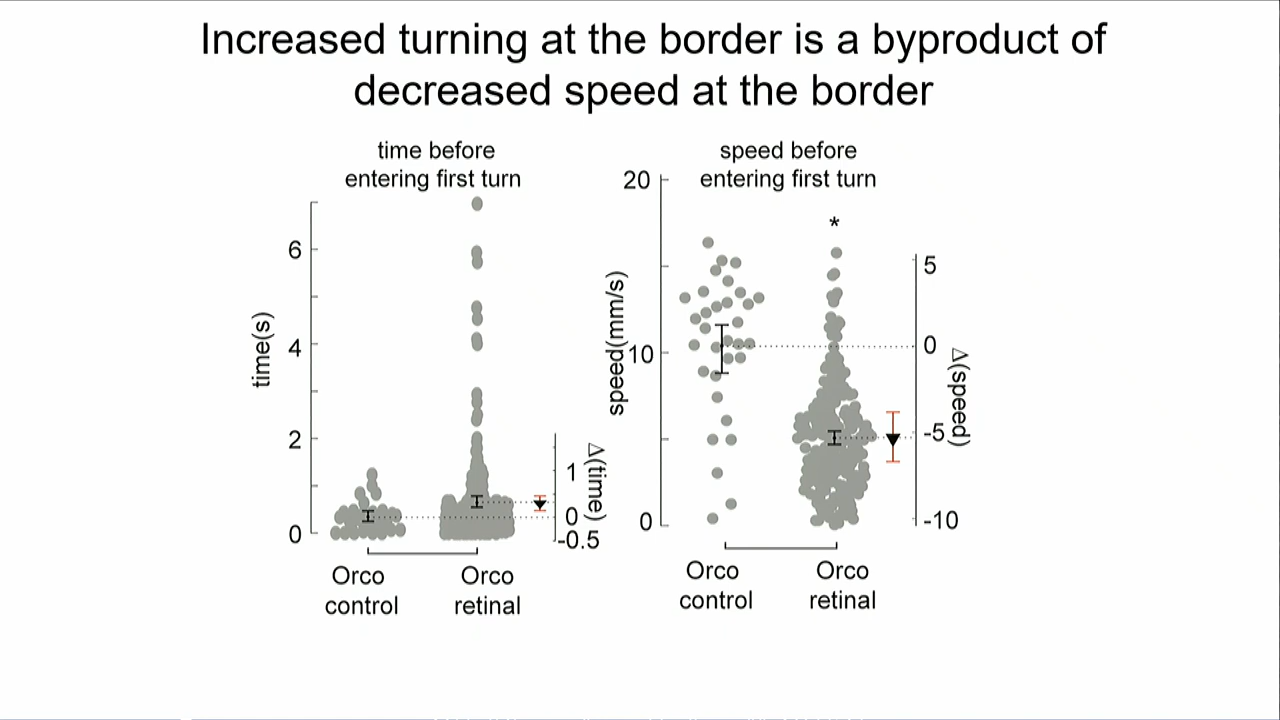 Increased turning at the border is a byproduct of
decreased speed at the border
time before
entering first turn
time(s)
6
4
2
0
Δ(time)
1
0
-0.5
Orco
control
Orco
retinal
speed before
entering first turn
speed(mm/s)
20
10
0
*
Δ(speed)
5
0
-5
-10
Orco
control
Orco
retinal